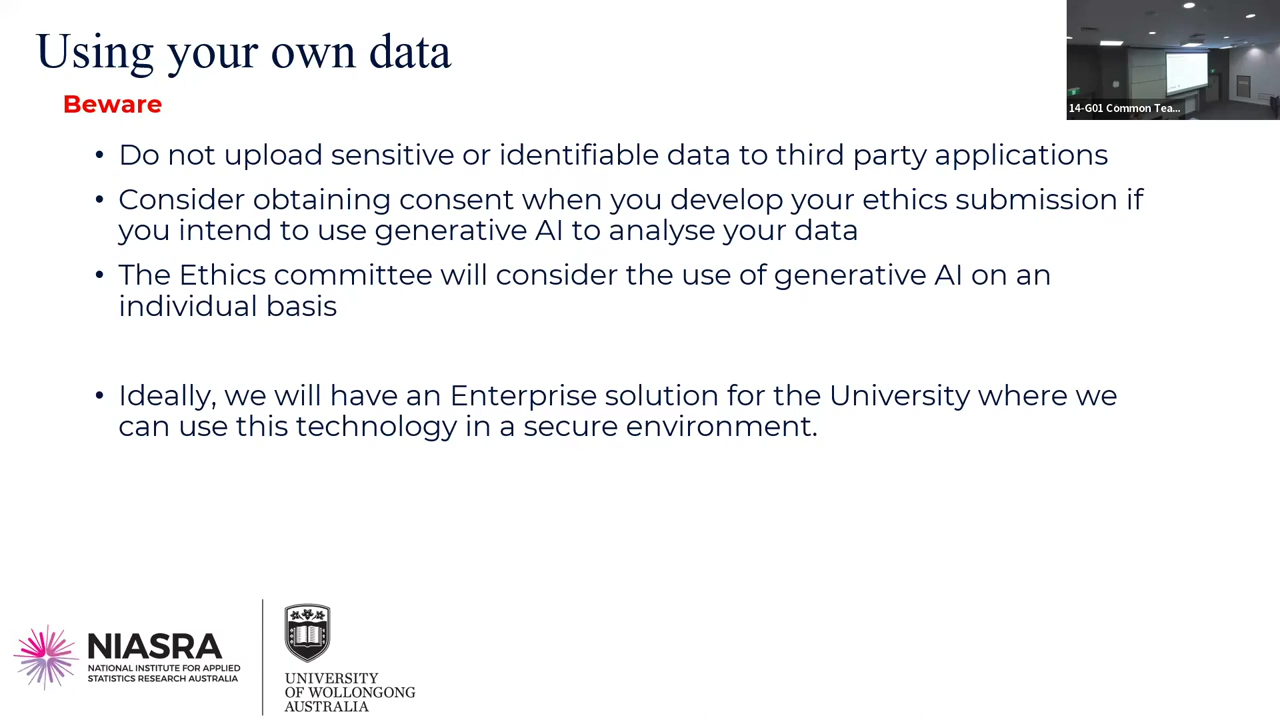 Using your own data
14-G01 Common Tea...
Beware
• Do not upload sensitive or identifiable data to third party applications
• Consider obtaining consent when you develop your ethics submission if
you intend to use generative AI to analyse your data
• The Ethics committee will consider the use of generative AI on an
individual basis
• Ideally, we will have an Enterprise solution for the University where we
can use this technology in a secure environment.
NIASRA
NATIONAL INSTITUTE FOR APPLIED
STATISTICS RESEARCH AUSTRALIA
UNIVERSITY
OF WOLLONGONG
AUSTRALIA